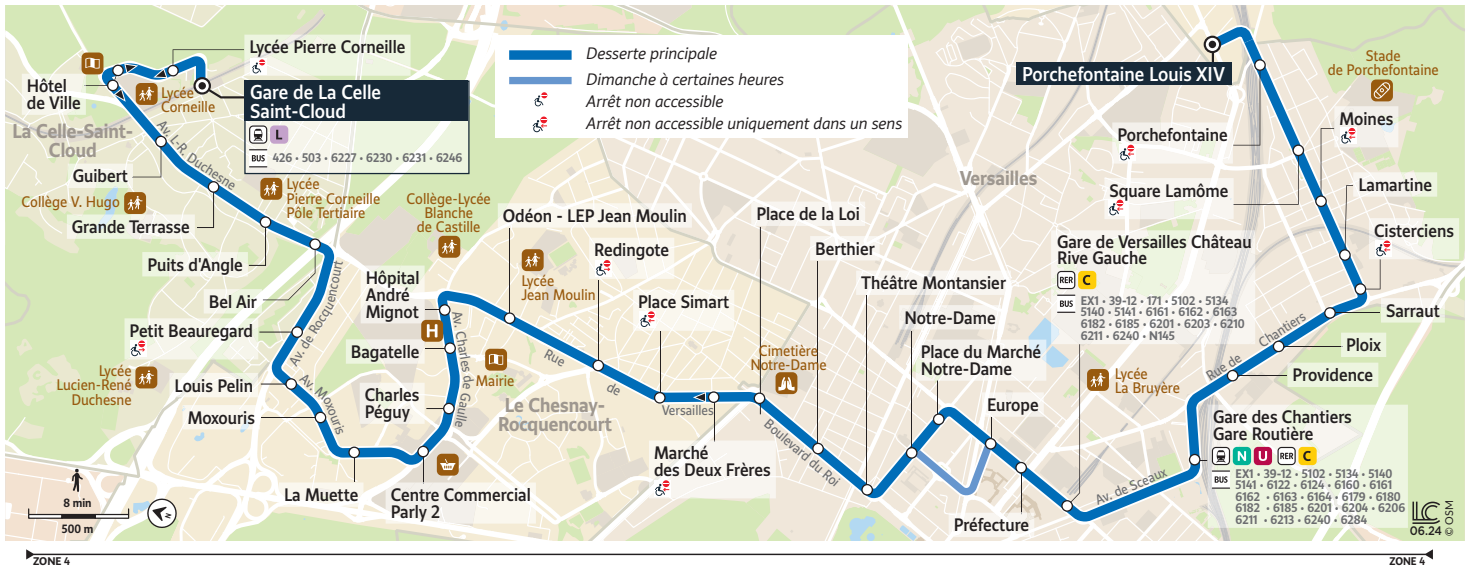 Lycée Pierre Corneille
Hôtel
de Ville
Lycée
Corneille
Gare de La Celle
Saint-Cloud
L
BUS 426 • 503 • 6227 • 6230 • 6231 • 6246
La Celle-Saint-
Cloud
Av. L-R. Duchesne
Guibert
Collège V. Hugo
Grande Terrasse
Lycée
Pierre Corneille
Pôle Tertiaire
Puits d'Angle
Bel Air
Av. de Rocquencourt
Petit Beauregard
Lycée
Lucien-René
Duchesne
Louis Pelin
Av. Moxouris
Moxouris
La Muette
Centre Commercial
Parly 2
Charles
Péguy
Bagatelle
Av. Charles de Gaulle
H
Hôpital
André
Mignot
Collège-Lycée
Blanche
de Castille
Mairie
Le Chesnay-
Rocquencourt
Desserte principale
Dimanche à certaines heures
Arrêt non accessible
Arrêt non accessible uniquement dans un sens
Odéon - LEP Jean Moulin
Lycée
Jean Moulin
Redingote
Place Simart
Rue
de
Versailles
Marché
des Deux Frères
Place de la Loi
Cimetière
Notre-Dame
Berthier
Boulevard du Roi
Théâtre Montansier
Notre-Dame
Place du Marché
Notre-Dame
Europe
Préfecture
Versailles
Gare de Versailles Château
Rive Gauche
RER C
BUS EX1 • 39-12 • 171 • 5102 • 5134
5140 • 5141 • 6161 • 6162 • 6163
6182 • 6185 • 6201 • 6203 • 6210
6211 • 6240 • N145
Lycée
La Bruyère
Av. de Sceaux
Gare des Chantiers
Gare Routière
N U RER C
BUS EX1 • 39-12 • 5102 • 5134 • 5140
5141 • 6122 • 6124 • 6160 • 6161
6162 • 6163 • 6164 • 6179 • 6180
6182 • 6185 • 6201 • 6204 • 6206
6211 • 6213 • 6240 • 6284
Rue de Chantiers
Providence
Ploix
Sarraut
Cisterciens
Lamartine
Moines
Square Lamôme
Porchefontaine
Stade
de Porchefontaine
Porchefontaine Louis XIV
8 min
500 m
LC
06.24 © OSM
ZONE 4
ZONE 4